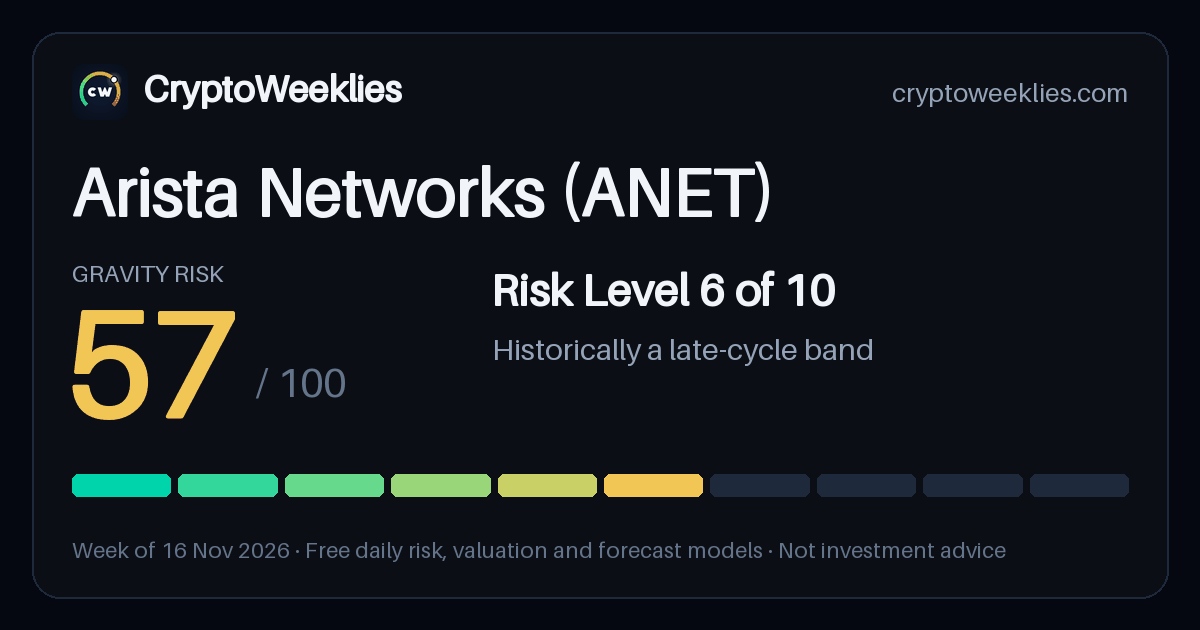 CW
CryptoWeeklies
cryptoweeklies.com
Arista Networks (ANET)
GRAVITY RISK
57 / 100
Risk Level 6 of 10
Historically a late-cycle band
Week of 16 Nov 2026 · Free daily risk, valuation and forecast models · Not investment advice